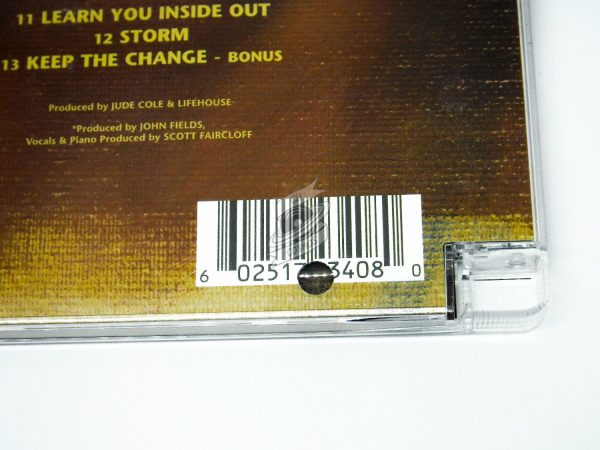 11 LEARN YOU INSIDE OUT
12 STORM
13 KEEP THE CHANGE - BONUS
Produced by JUDE COLE & LIFEHOUSE
*Produced by JOHN FIELDS,
Vocals & Piano Produced by SCOTT FAIRCLOFF
6 02517 3408 0